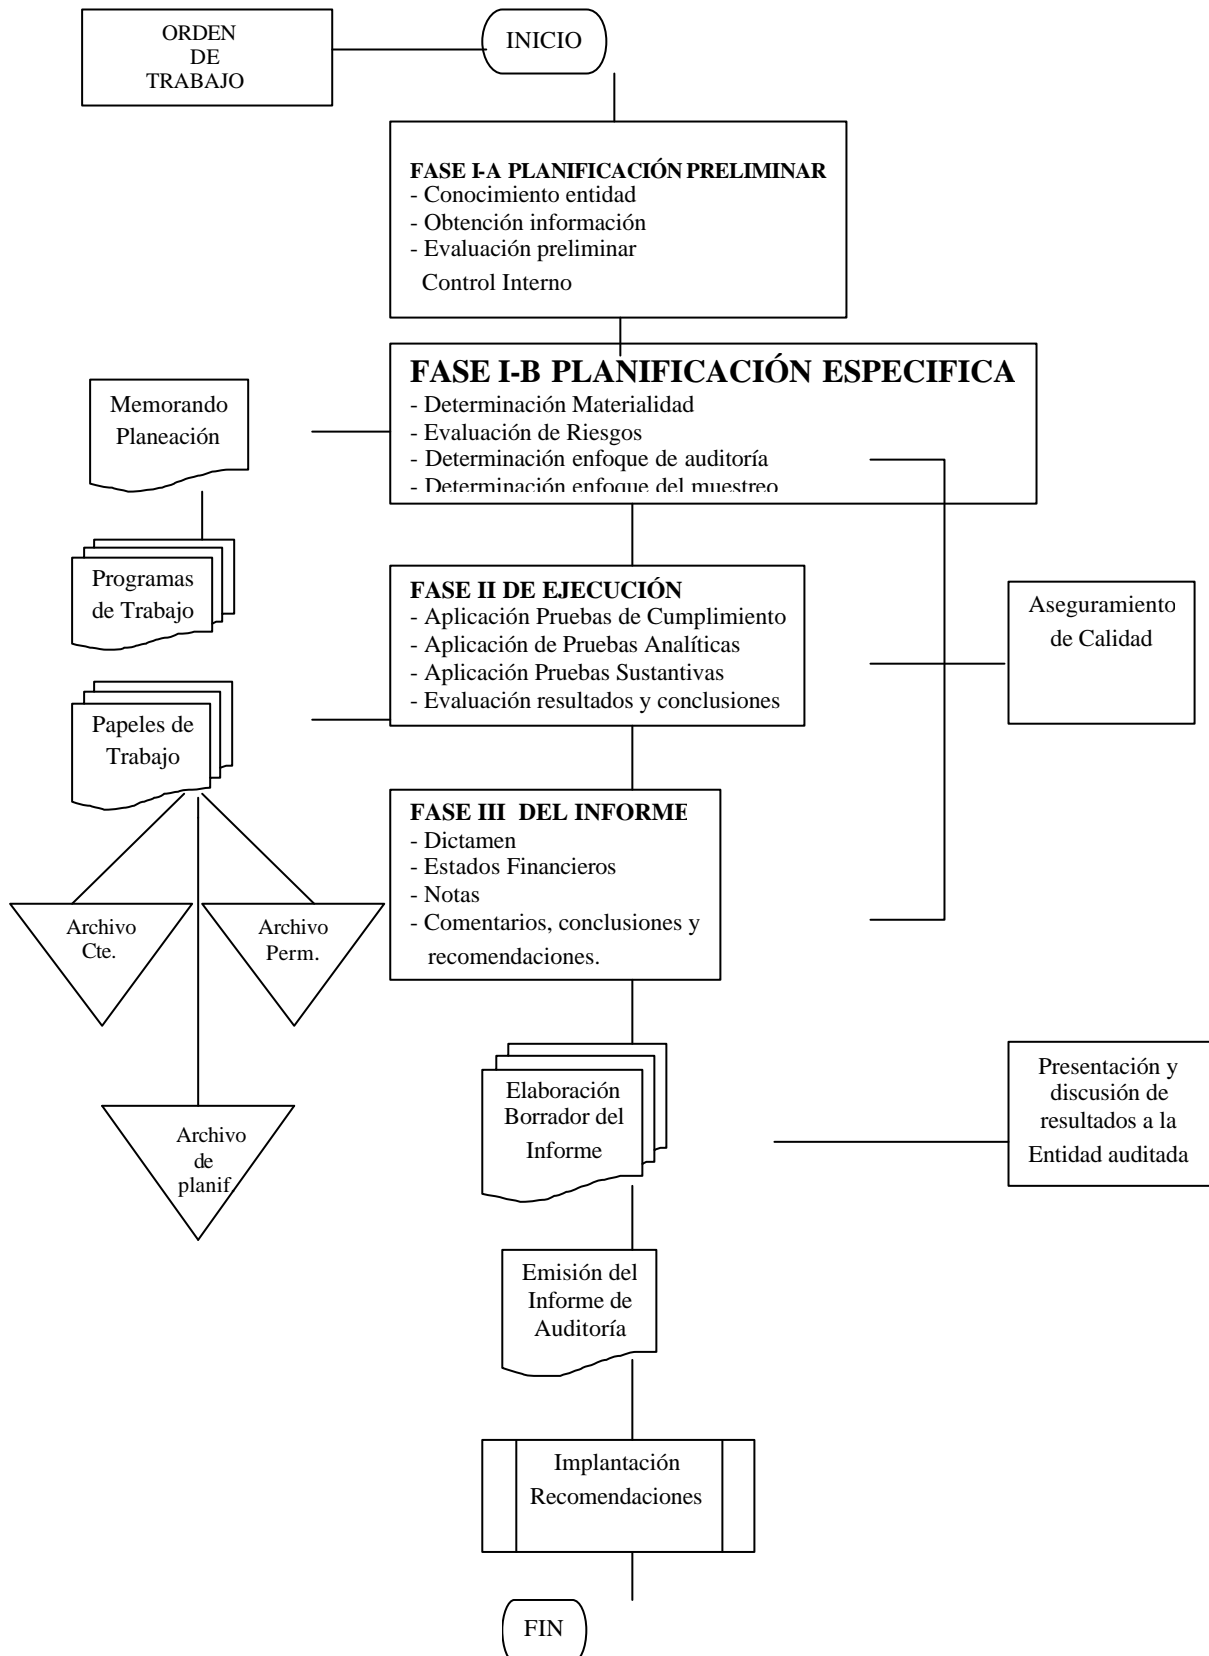 ORDEN
DE
TRABAJO
INICIO
FASE I-A PLANIFICACIÓN PRELIMINAR
- Conocimiento entidad
- Obtención información
- Evaluación preliminar
Control Interno
FASE I-B PLANIFICACIÓN ESPECIFICA
- Determinación Materialidad
- Evaluación de Riesgos
- Determinación enfoque de auditoría
- Determinación enfoque del muestreo
Memorando
Planeación
Programas
de Trabajo
FASE II DE EJECUCIÓN
- Aplicación Pruebas de Cumplimiento
- Aplicación de Pruebas Analíticas
- Aplicación Pruebas Sustantivas
- Evaluación resultados y conclusiones
Aseguramiento
de Calidad
Papeles de
Trabajo
FASE III DEL INFORME
- Dictamen
- Estados Financieros
- Notas
- Comentarios, conclusiones y
recomendaciones.
Archivo
Cte.
Archivo
Perm.
Archivo
de
planif.
Elaboración
Borrador del
Informe
Presentación y
discusión de
resultados a la
Entidad auditada
Emisión del
Informe de
Auditoría
Implantación
Recomendaciones
FIN